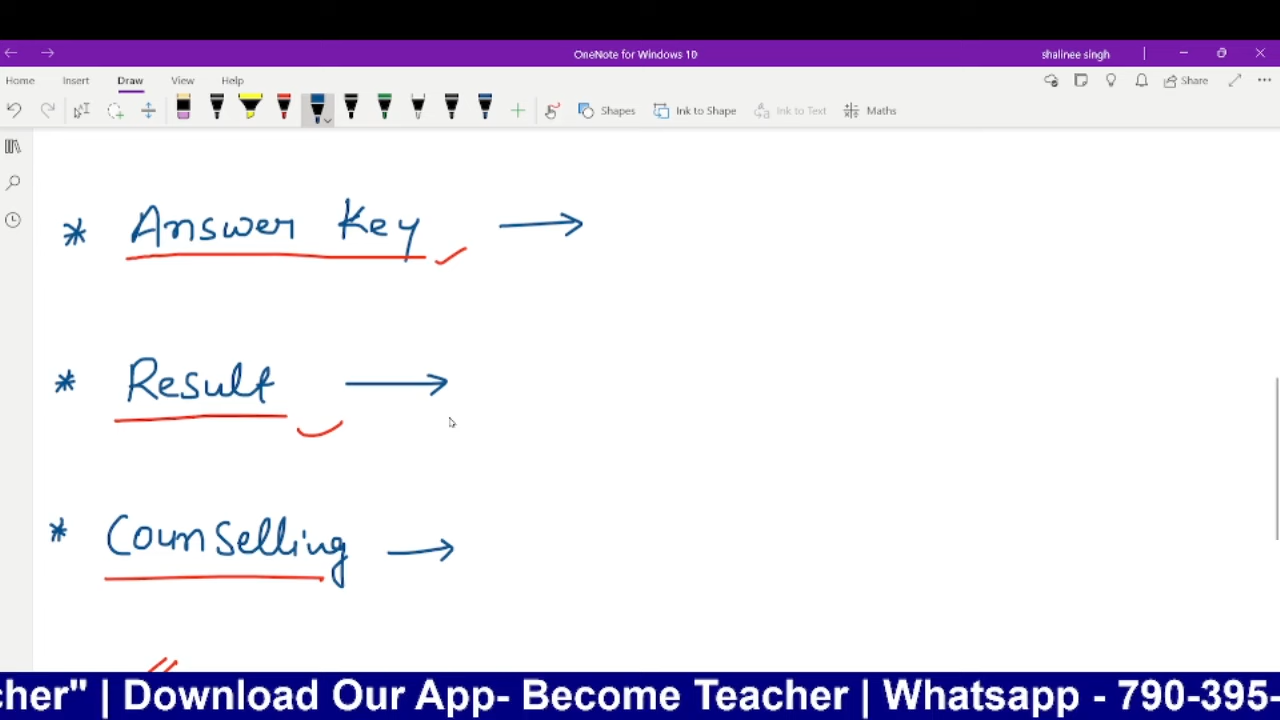 OneNote for Windows 10
shalinee singh
Home Insert Draw View Help
Share
Shapes Ink to Shape Ink to Text Maths
* Answer Key →
* Result →
* Counselling →
cher" | Download Our App- Become Teacher | Whatsapp - 790-395-